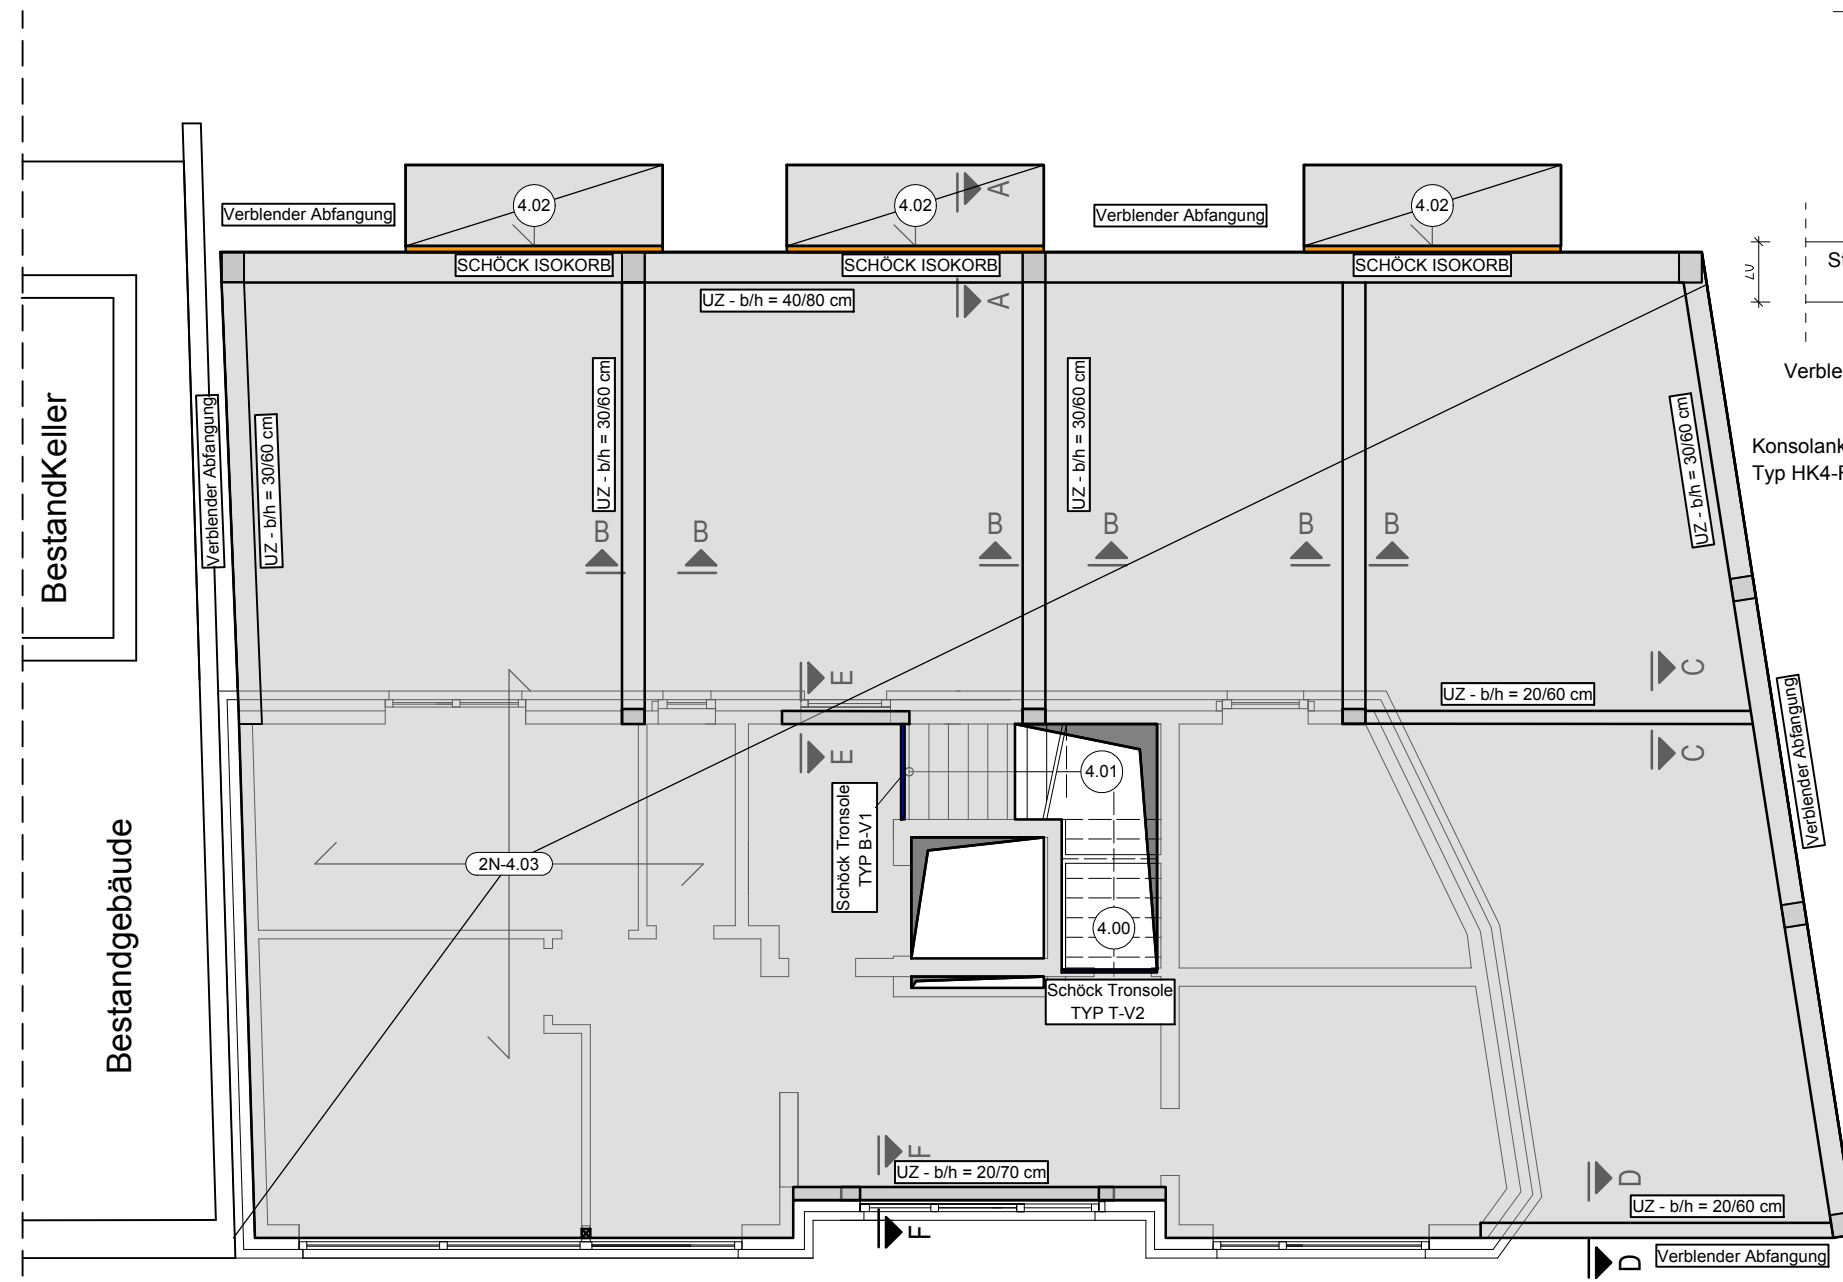 Verblender Abfangung
4.02
4.02
A
Verblender Abfangung
4.02
SCHÖCK ISOKORB
SCHÖCK ISOKORB
SCHÖCK ISOKORB
UZ - b/h = 40/80 cm
A
20
Verble
Konsolank
Typ HK4-
BestandKeller
Verblender Abfangung
UZ - b/h = 30/60 cm
UZ - b/h = 30/60 cm
UZ - b/h = 30/60 cm
UZ - b/h = 30/60 cm
B
B
B
B
B
B
E
UZ - b/h = 20/60 cm
C
E
C
Verblender Abfangung
4.01
Schöck Tronsole
TYP B-V1
2N-4.03
Bestandgebäude
4.00
Schöck Tronsole
TYP T-V2
F
UZ - b/h = 20/70 cm
D
UZ - b/h = 20/60 cm
F
D
Verblender Abfangung